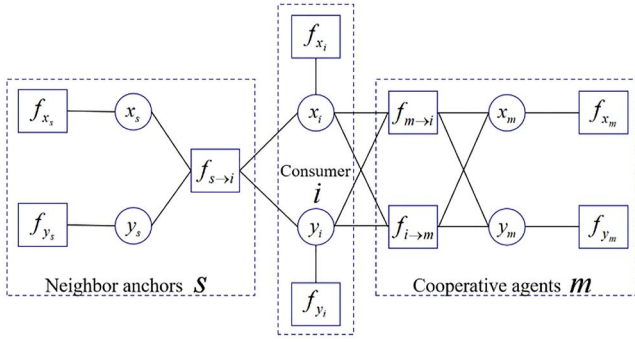 f_{x_i}
f_{x_s} x_s x_i f_{m→i} x_m f_{x_m}
f_{s→i} Consumer
i
f_{y_s} y_s y_i f_{i→m} y_m f_{y_m}
Neighbor anchors s Cooperative agents m
f_{y_i}